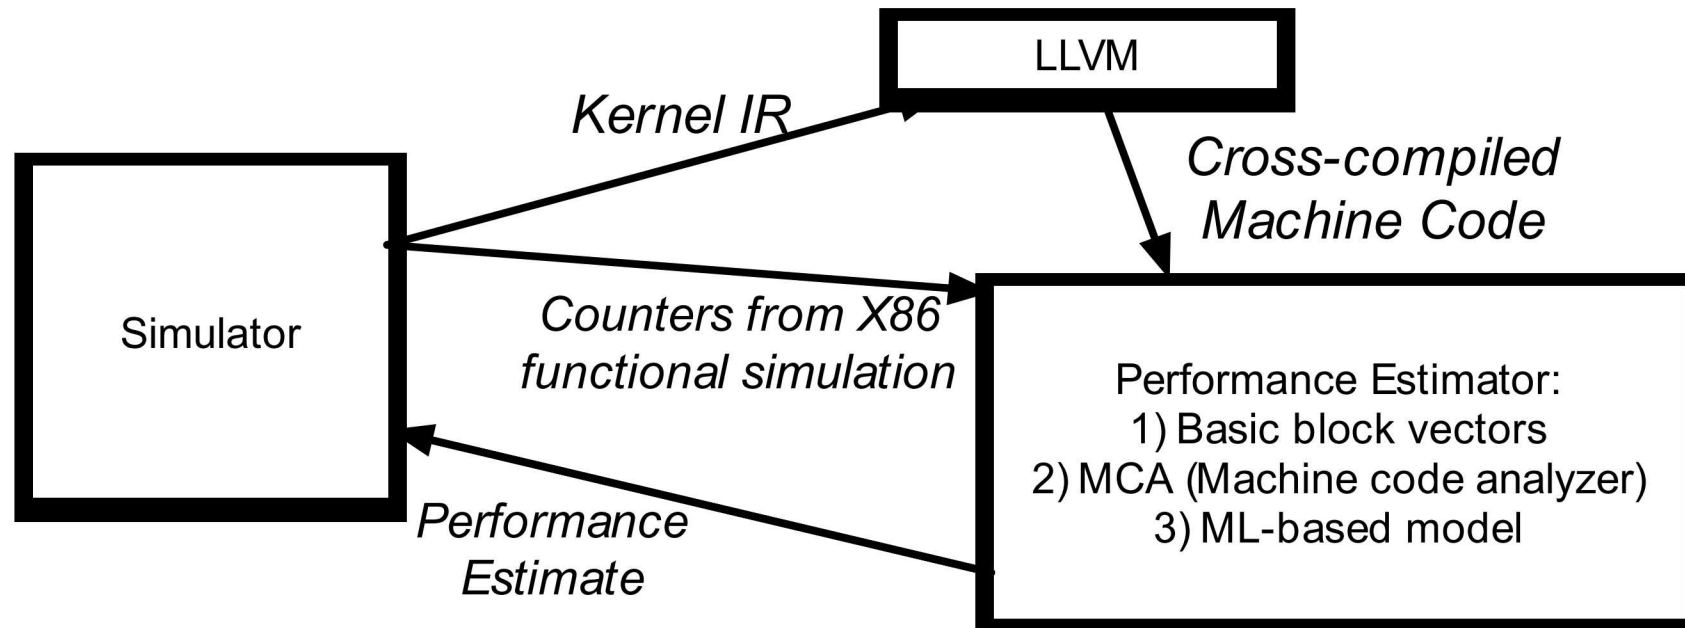 LLVM
Kernel IR
Cross-compiled
Machine Code
Simulator
Counters from X86
functional simulation
Performance Estimator:
1) Basic block vectors
2) MCA (Machine code analyzer)
3) ML-based model
Performance
Estimate